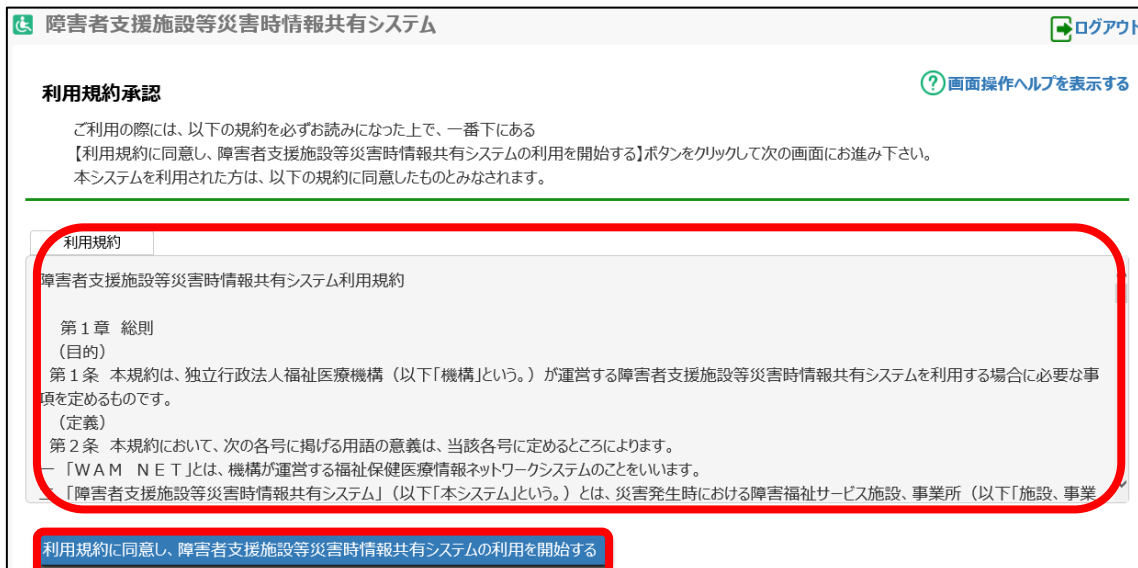 障害者支援施設等災害時情報共有システム
ログアウト
利用規約承認
画面操作ヘルプを表示する
ご利用の際には、以下の規約を必ずお読みになった上で、一番下にある
【利用規約に同意し、障害者支援施設等災害時情報共有システムの利用を開始する】ボタンをクリックして次の画面にお進み下さい。
本システムを利用された方は、以下の規約に同意したものとみなされます。
利用規約
障害者支援施設等災害時情報共有システム利用規約
第１章 総則
（目的）
第１条 本規約は、独立行政法人福祉医療機構（以下「機構」という。）が運営する障害者支援施設等災害時情報共有システムを利用する場合に必要な事
項を定めるものです。
（定義）
第２条 本規約において、次の各号に掲げる用語の意義は、当該各号に定めるところによります。
一 「ＷＡＭ ＮＥＴ」とは、機構が運営する福祉保健医療情報ネットワークシステムのことをいいます。
二 「障害者支援施設等災害時情報共有システム」（以下「本システム」という。）とは、災害発生時における障害福祉サービス施設、事業所（以下「施設、事業
利用規約に同意し、障害者支援施設等災害時情報共有システムの利用を開始する